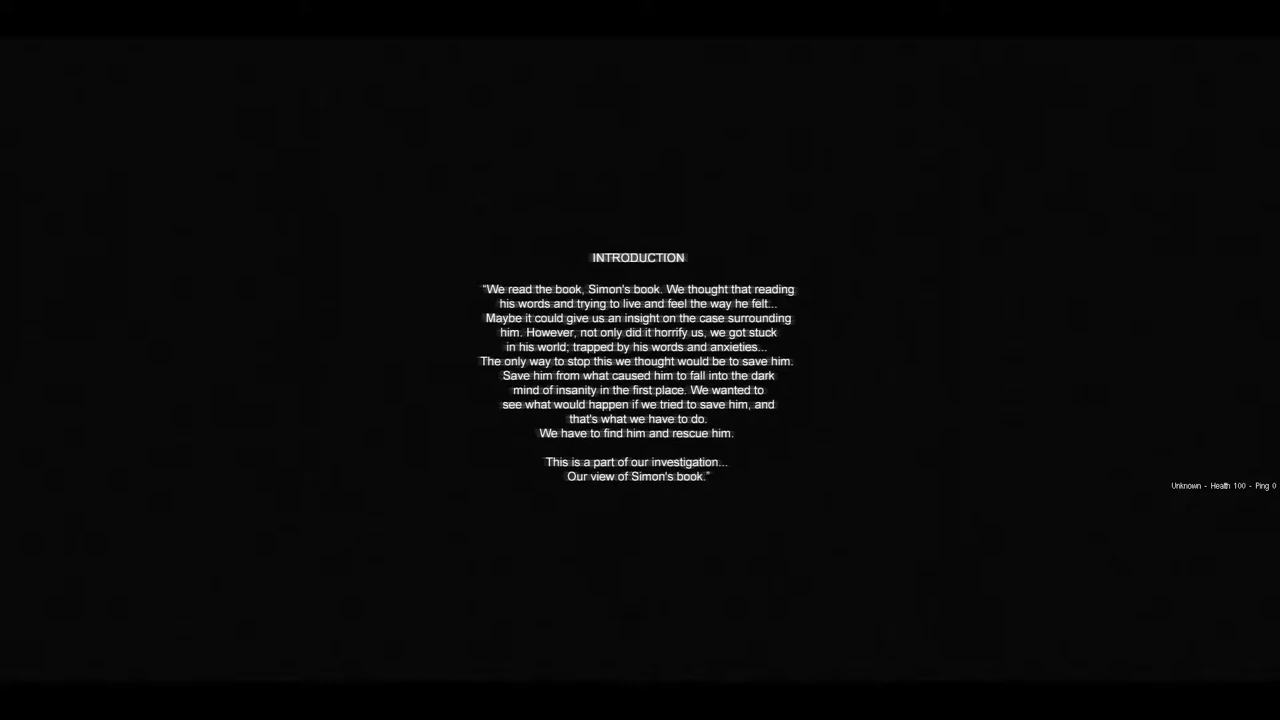 INTRODUCTION
“We read the book, Simon's book. We thought that reading
his words and trying to live and feel the way he felt...
Maybe it could give us an insight on the case surrounding
him. However, not only did it horrify us, we got stuck
in his world; trapped by his words and anxieties...
The only way to stop this we thought would be to save him.
Save him from what caused him to fall into the dark
mind of insanity in the first place. We wanted to
see what would happen if we tried to save him, and
that's what we have to do.
We have to find him and rescue him.
This is a part of our investigation...
Our view of Simon's book.”
Unknown - Health 100 - Ping 0